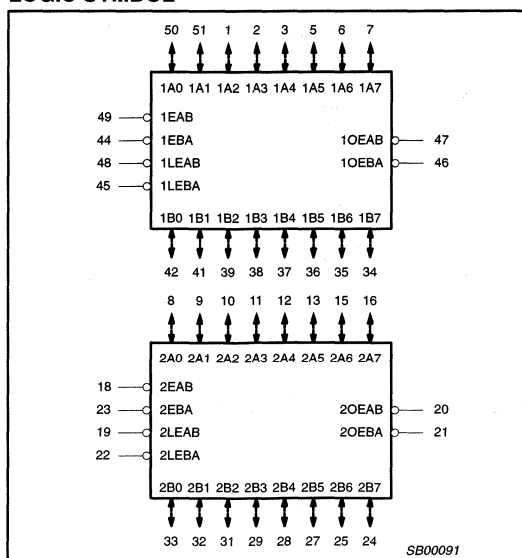 50 51 1 2 3 5 6 7
1A0 1A1 1A2 1A3 1A4 1A5 1A6 1A7
49 1EAB
44 1EBA 1OEAB 47
48 1LEAB 1OEBA 46
45 1LEBA
1B0 1B1 1B2 1B3 1B4 1B5 1B6 1B7
42 41 39 38 37 36 35 34
8 9 10 11 12 13 15 16
2A0 2A1 2A2 2A3 2A4 2A5 2A6 2A7
18 2EAB
23 2EBA 2OEAB 20
19 2LEAB 2OEBA 21
22 2LEBA
2B0 2B1 2B2 2B3 2B4 2B5 2B6 2B7
33 32 31 29 28 27 25 24
SB00091